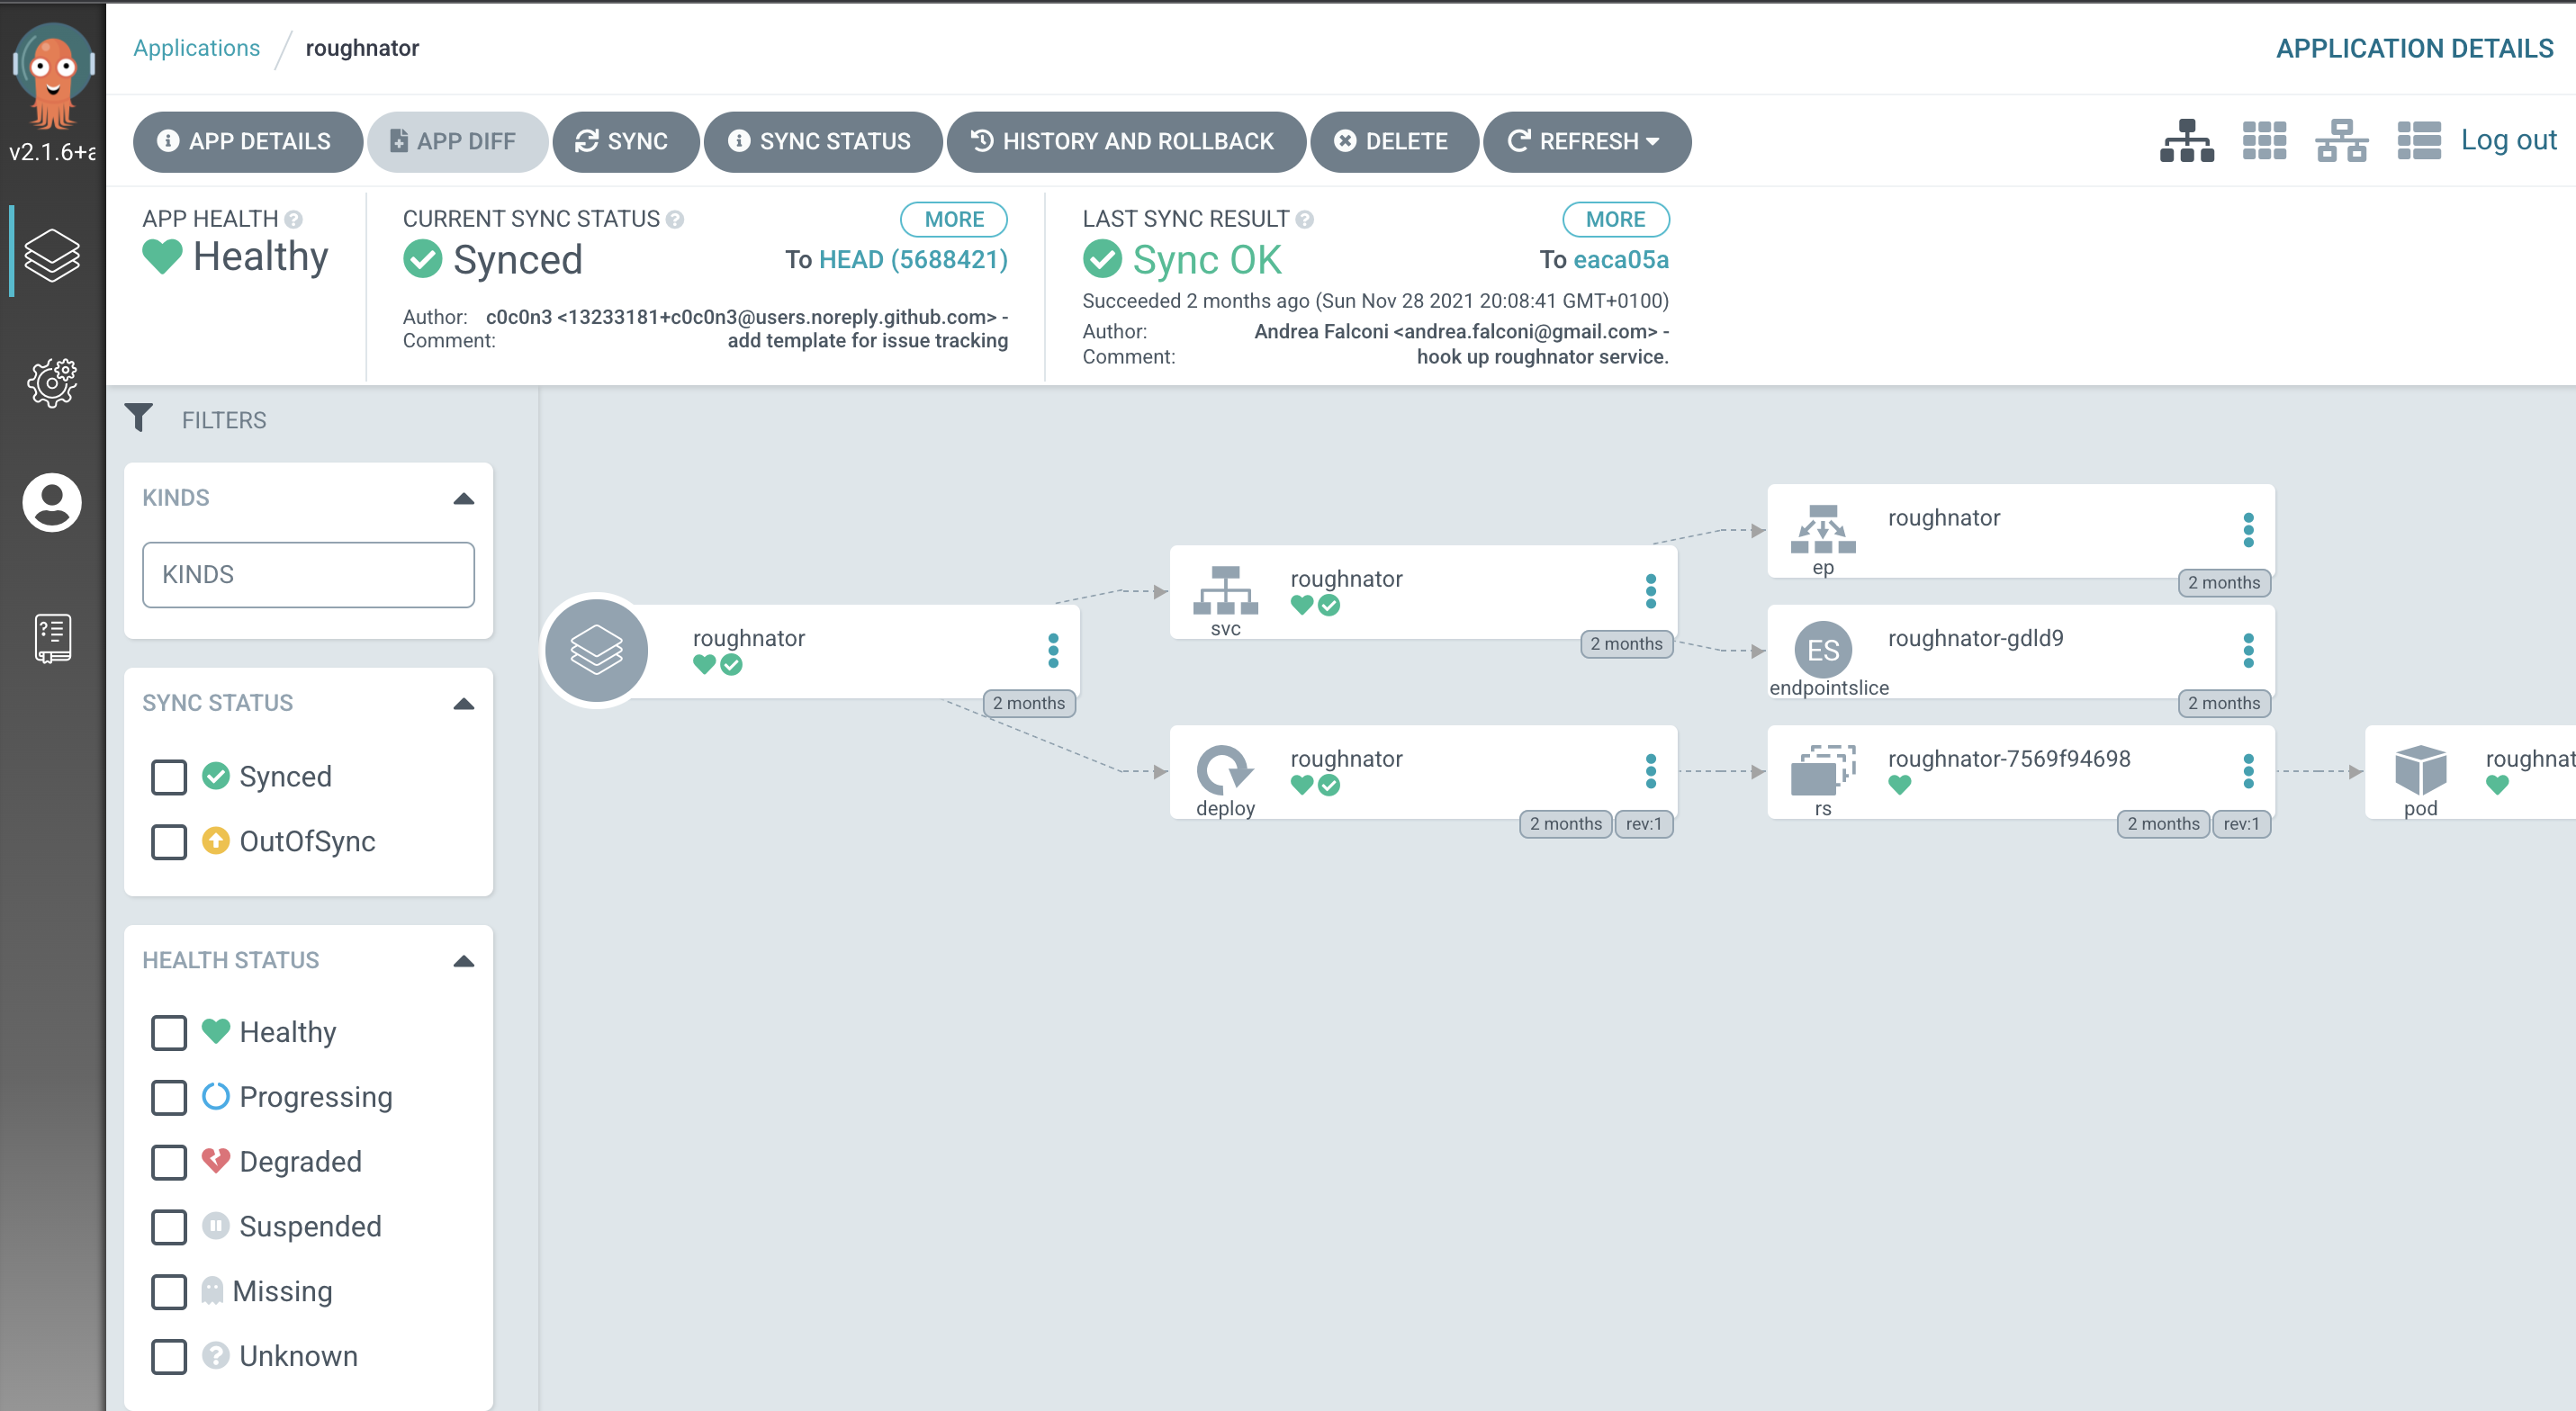 Applications / roughnator
APPLICATION DETAILS
v2.1.6+a
APP DETAILS
APP DIFF
SYNC
SYNC STATUS
HISTORY AND ROLLBACK
DELETE
REFRESH
Log out
APP HEALTH
Healthy
CURRENT SYNC STATUS
MORE
Synced
To HEAD (5688421)
Author: c0c0n3 <13233181+c0c0n3@users.noreply.github.com> -
Comment: add template for issue tracking
LAST SYNC RESULT
MORE
Sync OK
To eaca05a
Succeeded 2 months ago (Sun Nov 28 2021 20:08:41 GMT+0100)
Author: Andrea Falconi <andrea.falconi@gmail.com> -
Comment: hook up roughnator service.
FILTERS
KINDS
KINDS
SYNC STATUS
Synced
OutOfSync
HEALTH STATUS
Healthy
Progressing
Degraded
Suspended
Missing
Unknown
roughnator
2 months
svc
roughnator
2 months
deploy
roughnator
2 months
rev:1
ep
roughnator
2 months
ES
endpointslice
roughnator-gdld9
2 months
rs
roughnator-7569f94698
2 months
rev:1
pod
roughnat